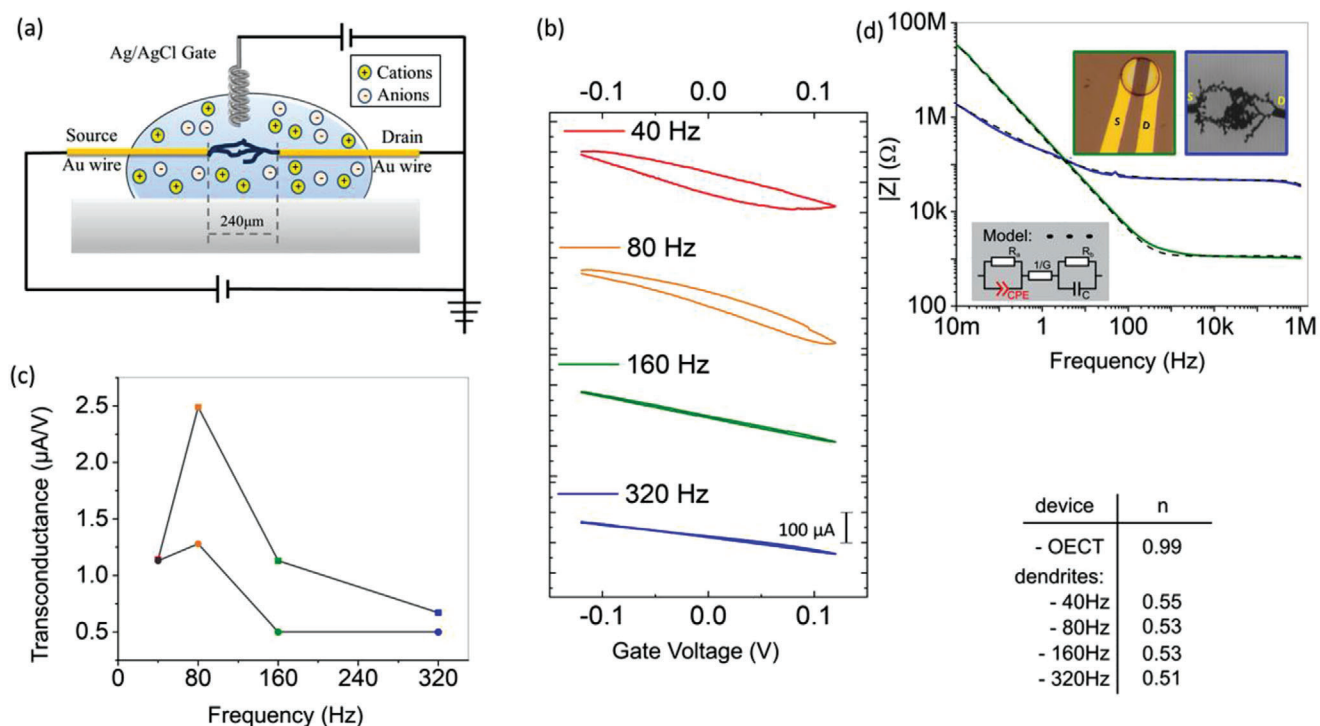 (a)
Ag/AgCl Gate
+ Cations
- Anions
Source
Au wire
Drain
Au wire
240μm
(b)
-0.1 0.0 0.1
40 Hz
80 Hz
160 Hz
320 Hz
100 μA
-0.1 0.0 0.1
Gate Voltage (V)
(c)
Transconductance (μA/V)
2.5
2.0
1.5
1.0
0.5
0 80 160 240 320
Frequency (Hz)
(d)
|Z| (Ω)
100M
1M
10k
100
S D
S D
Model:
Ra
CPE
1/G
Rb
C
10m 1 100 10k 1M
Frequency (Hz)
device n
- OECT 0.99
dendrites:
- 40Hz 0.55
- 80Hz 0.53
- 160Hz 0.53
- 320Hz 0.51